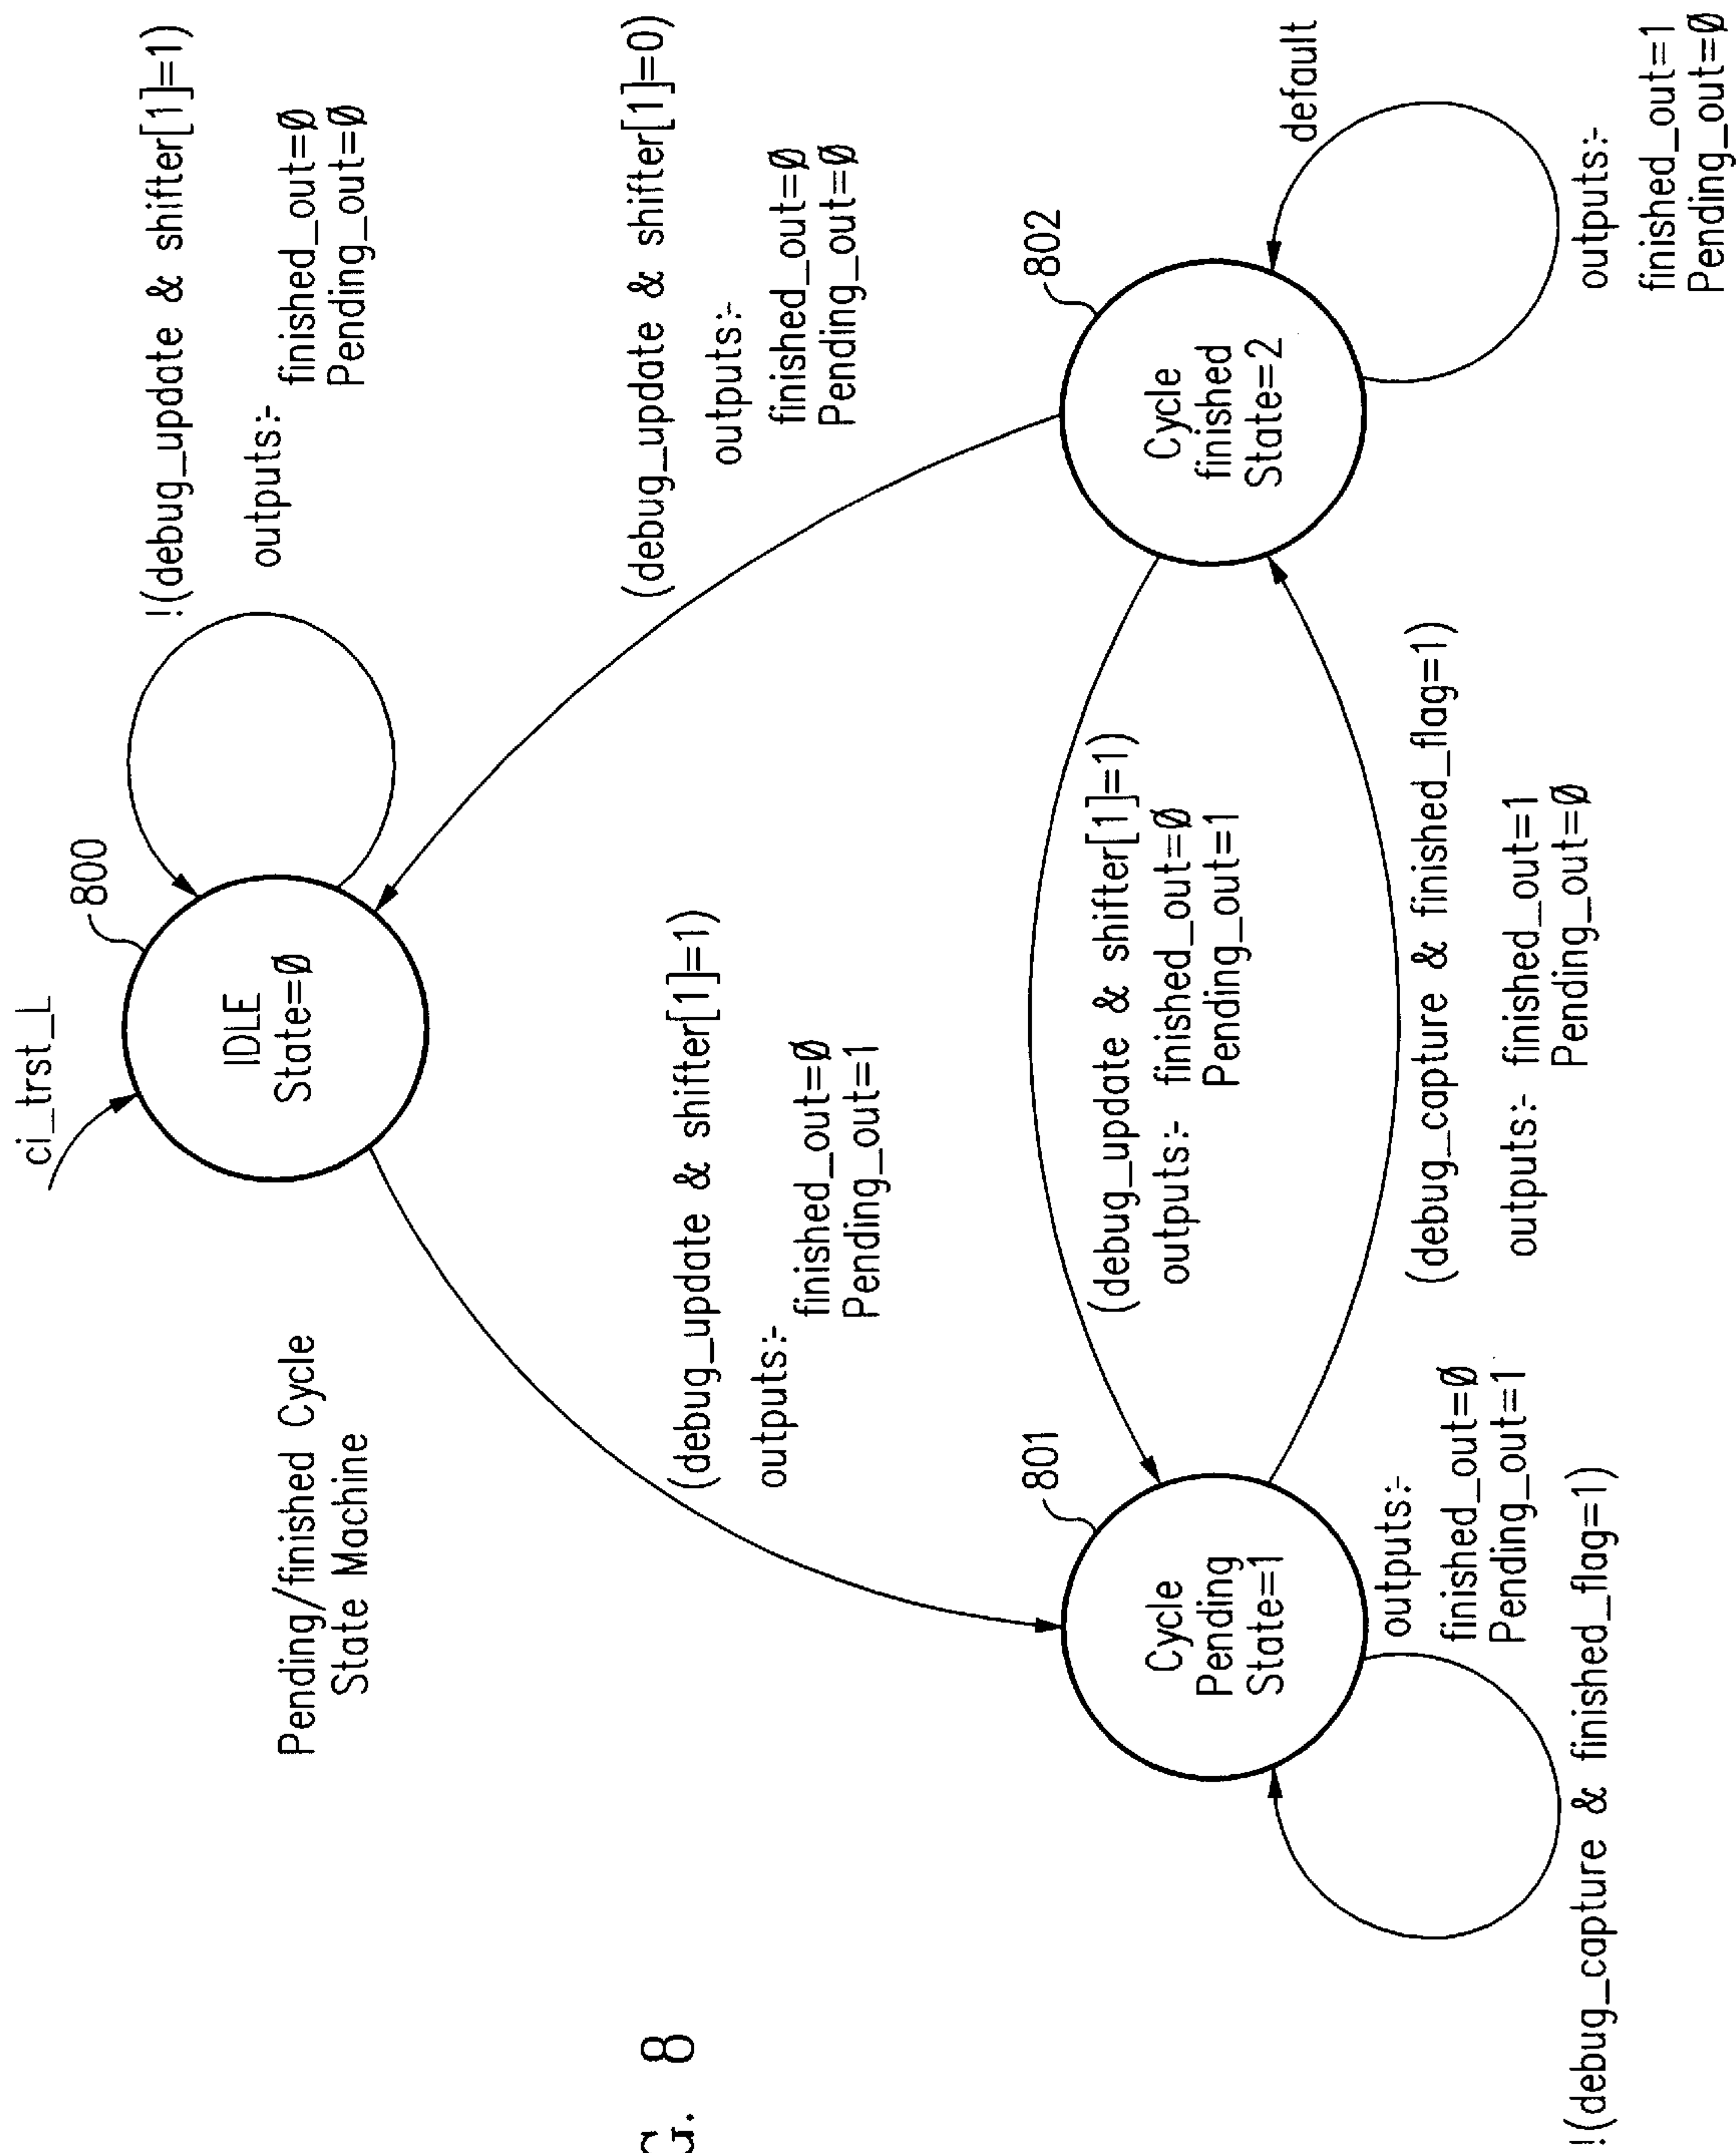 Pending/finished Cycle
State Machine
ci_trst_L
800
IDLE
State=Ø
!(debug_update & shifter[1]=1)
outputs:-
finished_out=Ø
Pending_out=Ø
(debug_update & shifter[1]=0)
outputs:-
finished_out=Ø
Pending_out=Ø
(debug_update & shifter[1]=1)
outputs:-
finished_out=Ø
Pending_out=1
801
Cycle
Pending
State=1
802
Cycle
finished
State=2
(debug_update & shifter[1]=1)
outputs:- finished_out=Ø
Pending_out=1
(debug_capture & finished_flag=1)
outputs:- finished_out=1
Pending_out=Ø
outputs:-
finished_out=Ø
Pending_out=1
!(debug_capture & finished_flag=1)
default
outputs:-
finished_out=1
Pending_out=Ø
G. 8